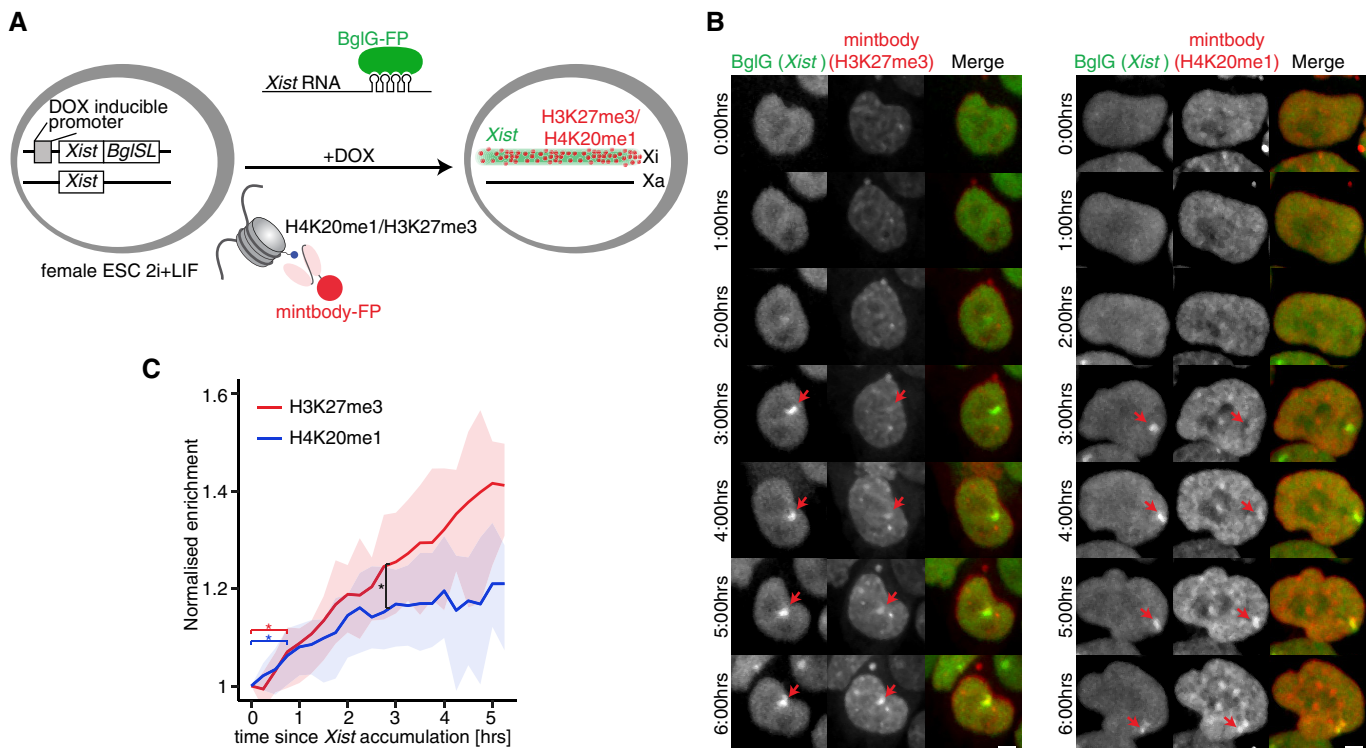 A
BglG-FP
Xist RNA
DOX inducible
promoter
Xist BglSL
Xist
female ESC 2i+LIF
+DOX
H4K20me1/H3K27me3
mintbody-FP
H3K27me3/
Xist H4K20me1
Xi
Xa
B
mintbody
BglG (Xist) (H3K27me3) Merge
0:00hrs
1:00hrs
2:00hrs
3:00hrs
4:00hrs
5:00hrs
6:00hrs
mintbody
BglG (Xist) (H4K20me1) Merge
0:00hrs
1:00hrs
2:00hrs
3:00hrs
4:00hrs
5:00hrs
6:00hrs
C
Normalised enrichment
1.6
1.4
1.2
1
H3K27me3
H4K20me1
*
*
*
0 1 2 3 4 5
time since Xist accumulation [hrs]